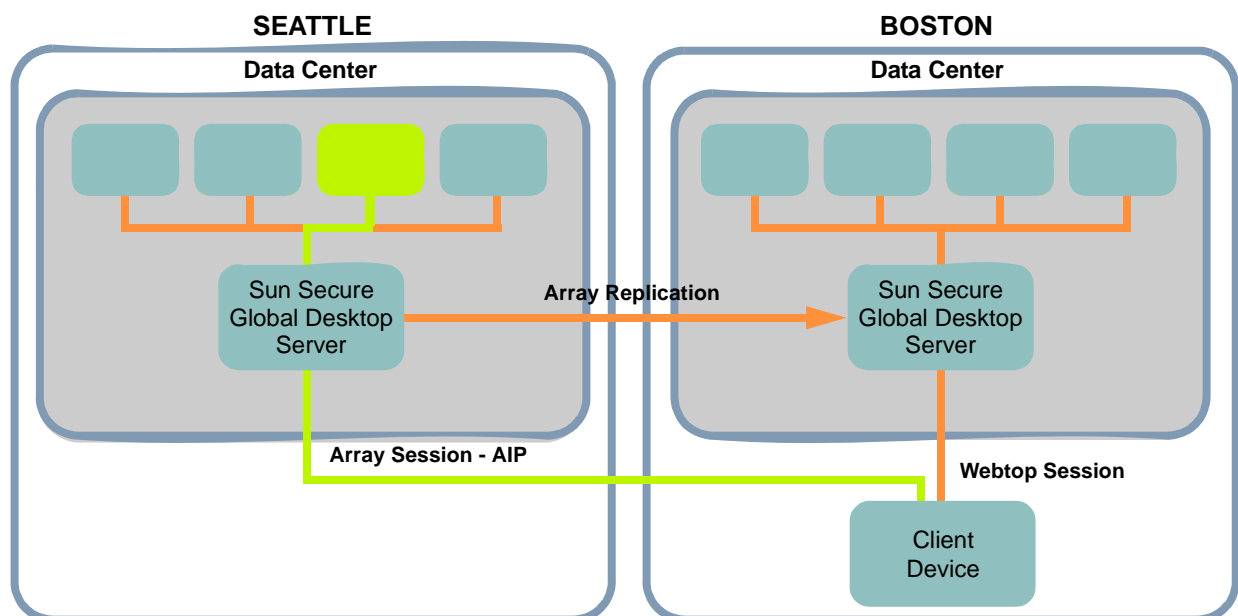 SEATTLE
BOSTON
Data Center
Data Center
Sun Secure
Global Desktop
Server
Array Replication
Sun Secure
Global Desktop
Server
Array Session - AIP
Webtop Session
Client
Device